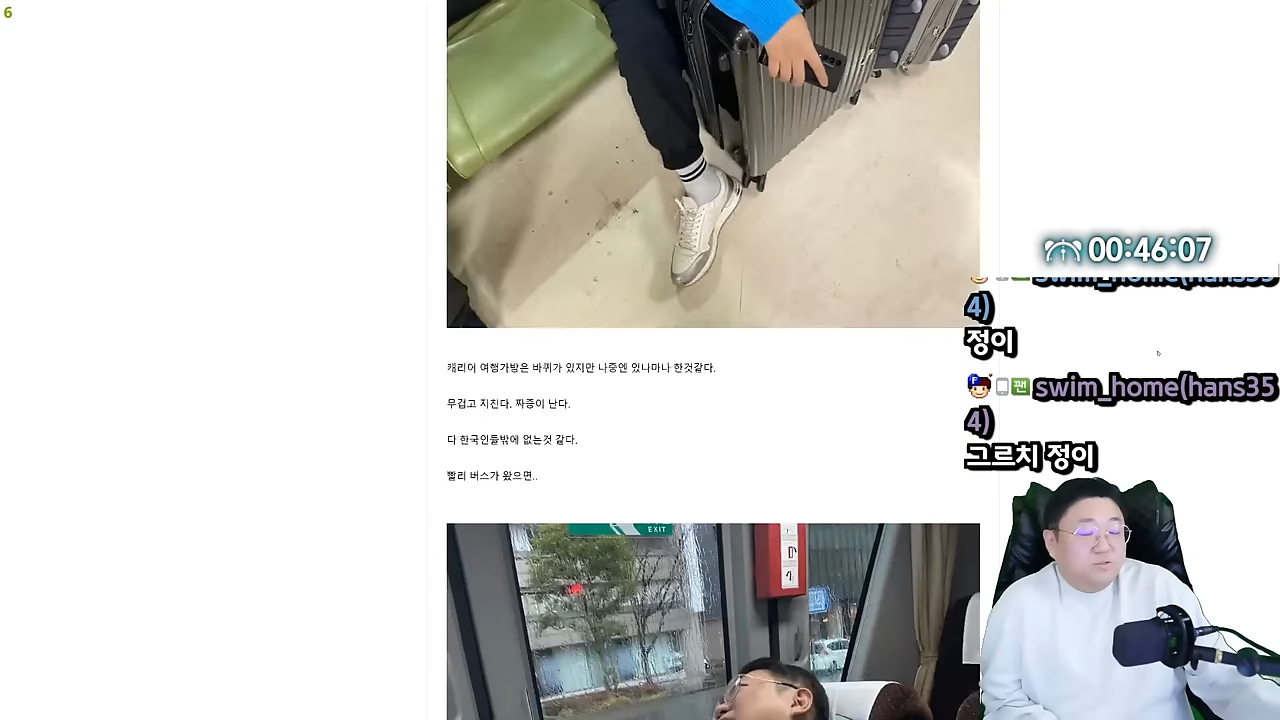 6
00:46:07
swim_home(hans35
4)
정이
swim_home(hans35
4)
그르치 정이
캐리어 여행가방은 바퀴가 있지만 나중엔 있나마나 한것같다.
무겁고 지친다. 짜증이 난다.
다 한국인들밖에 없는것 같다.
빨리 버스가 왔으면..
EXIT